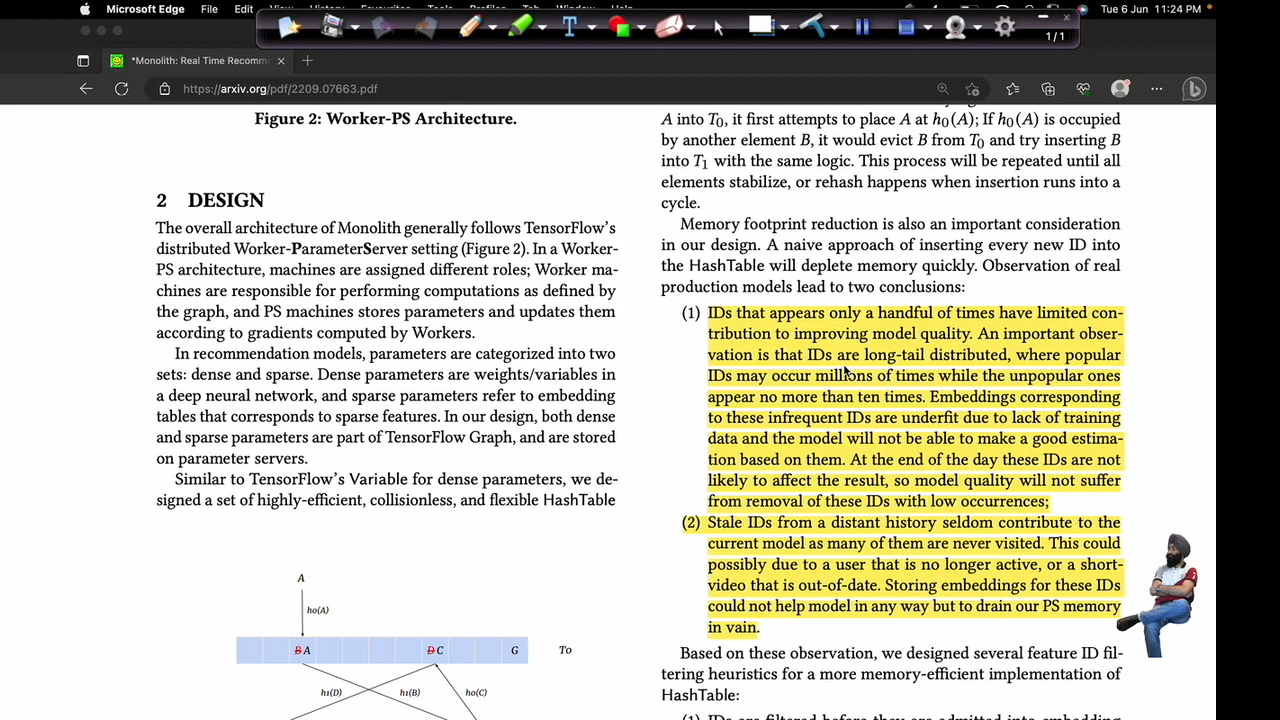 Microsoft Edge File Edit View History Favourites Tools Profiles Tab Window Help Tue 6 Jun 11:24 PM
1/1
*Monolith: Real Time Recomm
https://arxiv.org/pdf/2209.07663.pdf
Figure 2: Worker-PS Architecture.
2 DESIGN
The overall architecture of Monolith generally follows TensorFlow's
distributed Worker-ParameterServer setting (Figure 2). In a Worker-
PS architecture, machines are assigned different roles; Worker ma-
chines are responsible for performing computations as defined by
the graph, and PS machines stores parameters and updates them
according to gradients computed by Workers.
In recommendation models, parameters are categorized into two
sets: dense and sparse. Dense parameters are weights/variables in
a deep neural network, and sparse parameters refer to embedding
tables that corresponds to sparse features. In our design, both dense
and sparse parameters are part of TensorFlow Graph, and are stored
on parameter servers.
Similar to TensorFlow's Variable for dense parameters, we de-
signed a set of highly-efficient, collisionless, and flexible HashTable
A
h0(A)
B A D C G T0
h1(D) h1(B) h0(C)
A into T0, it first attempts to place A at h0(A); If h0(A) is occupied
by another element B, it would evict B from T0 and try inserting B
into T1 with the same logic. This process will be repeated until all
elements stabilize, or rehash happens when insertion runs into a
cycle.
Memory footprint reduction is also an important consideration
in our design. A naive approach of inserting every new ID into
the HashTable will deplete memory quickly. Observation of real
production models lead to two conclusions:
(1) IDs that appears only a handful of times have limited con-
tribution to improving model quality. An important obser-
vation is that IDs are long-tail distributed, where popular
IDs may occur millions of times while the unpopular ones
appear no more than ten times. Embeddings corresponding
to these infrequent IDs are underfit due to lack of training
data and the model will not be able to make a good estima-
tion based on them. At the end of the day these IDs are not
likely to affect the result, so model quality will not suffer
from removal of these IDs with low occurrences;
(2) Stale IDs from a distant history seldom contribute to the
current model as many of them are never visited. This could
possibly due to a user that is no longer active, or a short-
video that is out-of-date. Storing embeddings for these IDs
could not help model in any way but to drain our PS memory
in vain.
Based on these observation, we designed several feature ID fil-
tering heuristics for a more memory-efficient implementation of
HashTable:
(1) IDs are filtered before they are admitted into embedding